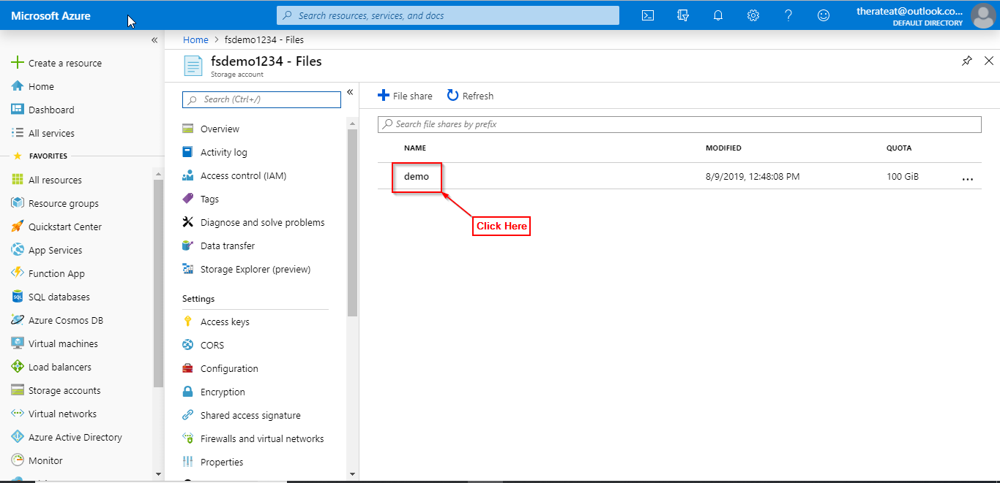 Microsoft Azure
Search resources, services, and docs
therateat@outlook.co...
DEFAULT DIRECTORY
«
Create a resource
Home
Dashboard
All services
FAVORITES
All resources
Resource groups
Quickstart Center
App Services
Function App
SQL databases
Azure Cosmos DB
Virtual machines
Load balancers
Storage accounts
Virtual networks
Azure Active Directory
Monitor
Home > fsdemo1234 - Files
fsdemo1234 - Files
Storage account
Search (Ctrl+/)
«
Overview
Activity log
Access control (IAM)
Tags
Diagnose and solve problems
Data transfer
Storage Explorer (preview)
Settings
Access keys
CORS
Configuration
Encryption
Shared access signature
Firewalls and virtual networks
Properties
File share Refresh
Search file shares by prefix
NAME MODIFIED QUOTA
demo 8/9/2019, 12:48:08 PM 100 GiB ...
Click Here